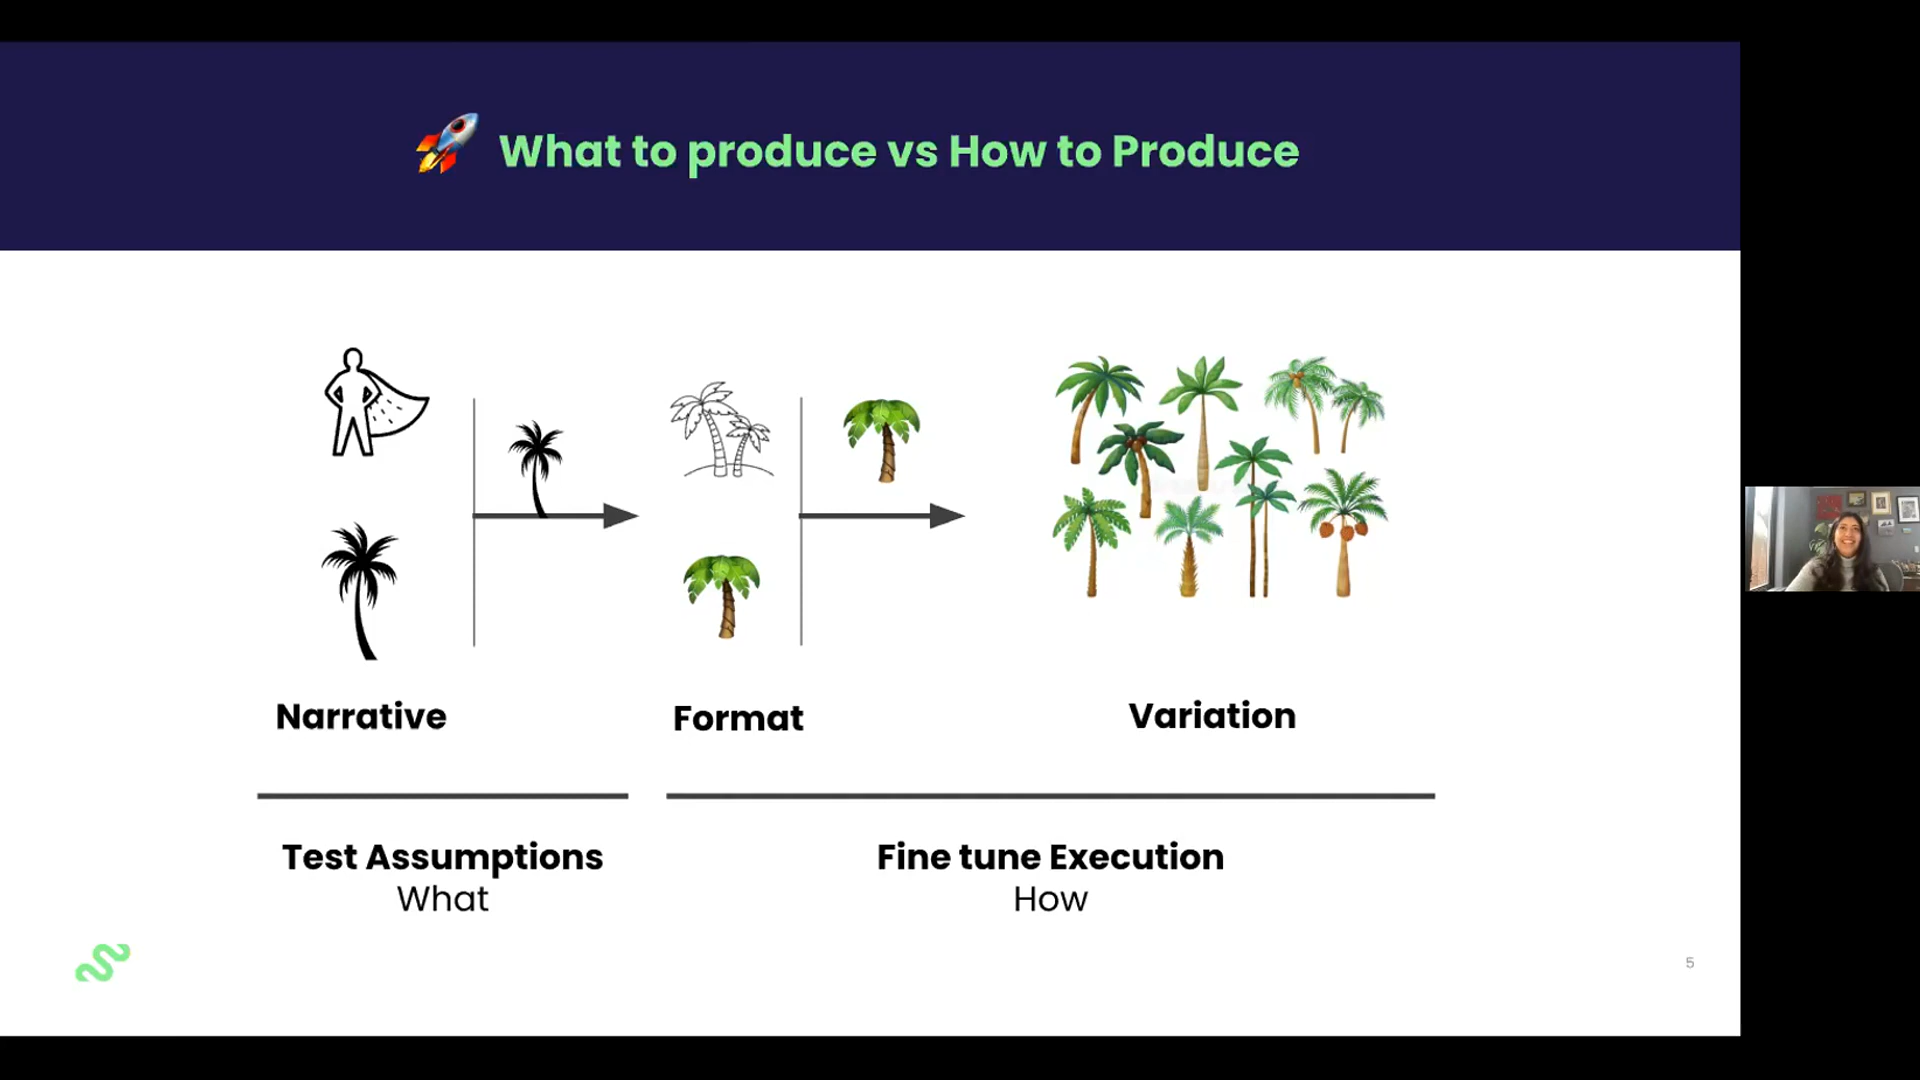 What to produce vs How to Produce
Narrative
Format
Variation
Test Assumptions
What
Fine tune Execution
How
5